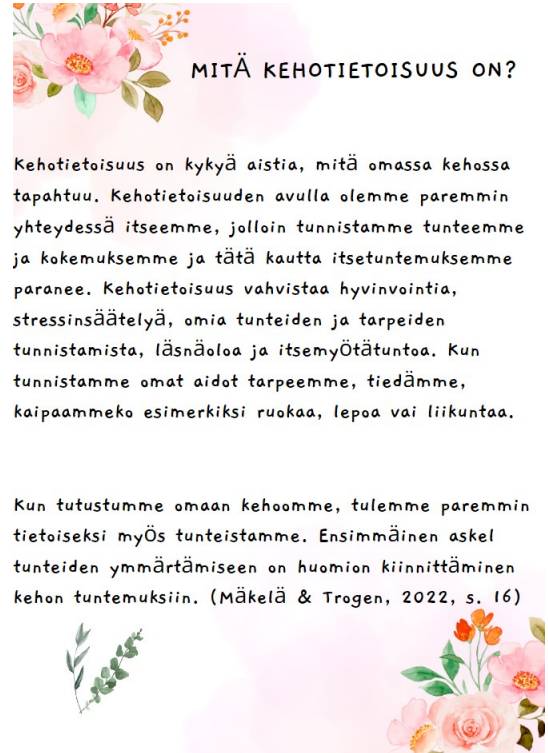 MITÄ KEHOTIETOISUUS ON?
Kehotietoisuus on kykyä aistia, mitä omassa kehossa
tapahtuu. Kehotietoisuuden avulla olemme paremmin
yhteydessä itseemme, jolloin tunnistamme tunteemme
ja kokemuksemme ja tätä kautta itsetuntemuksemme
paranee. Kehotietoisuus vahvistaa hyvinvointia,
stressinsäätelyä, omia tunteiden ja tarpeiden
tunnistamista, läsnäoloa ja itsemyötätuntoa. Kun
tunnistamme omat aidot tarpeemme, tiedämme,
kaipaammeko esimerkiksi ruokaa, lepoa vai liikuntaa.
Kun tutustumme omaan kehoomme, tulemme paremmin
tietoiseksi myös tunteistamme. Ensimmäinen askel
tunteiden ymmärtämiseen on huomion kiinnittäminen
kehon tuntemuksiin. (Mäkelä & Trogen, 2022, s. 16)